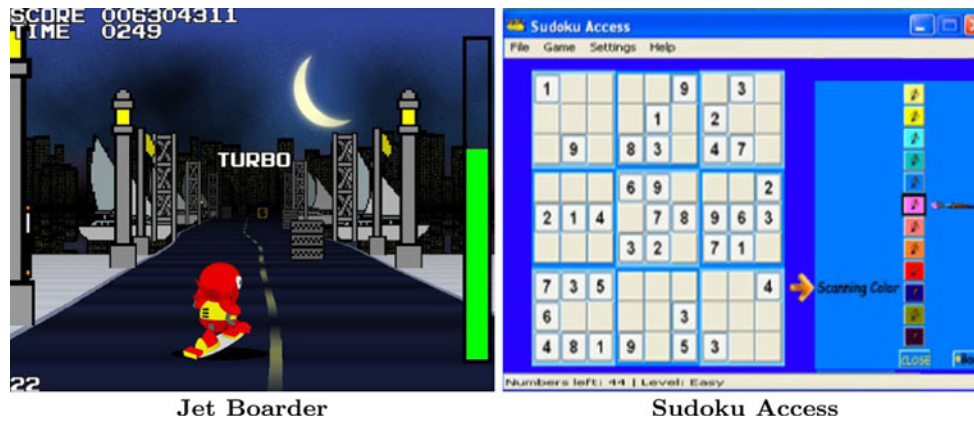 SCORE 006304311
TIME 0249
TURBO
22
Jet Boarder
Sudoku Access
File Game Settings Help
1 9 3
1 2
9 8 3 4 7
6 9 2
2 1 4 7 8 9 6 3
3 2 7 1
7 3 5 4
6 3
4 8 1 9 5 3
Scanning Color
CLOSE
Numbers left: 44 | Level: Easy
Sudoku Access